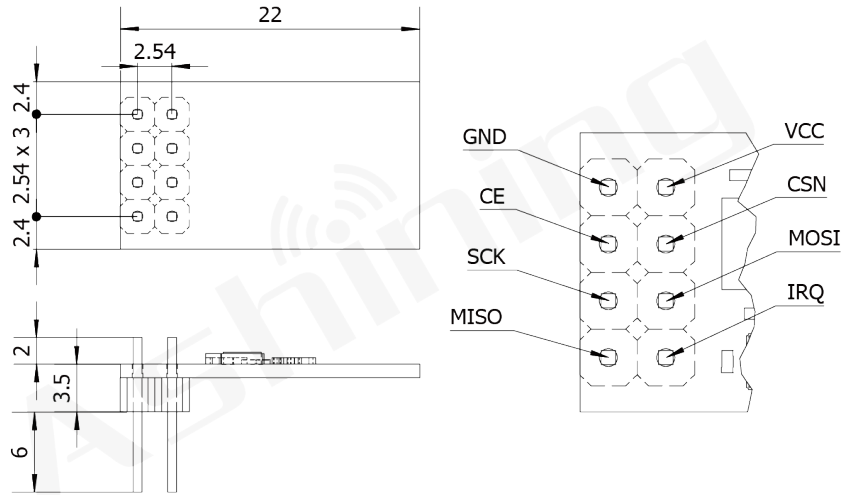 22
2.54
2.4
2.54 x 3
2.4
2
3.5
6
GND
VCC
CE
CSN
SCK
MOSI
MISO
IRQ
Ashining